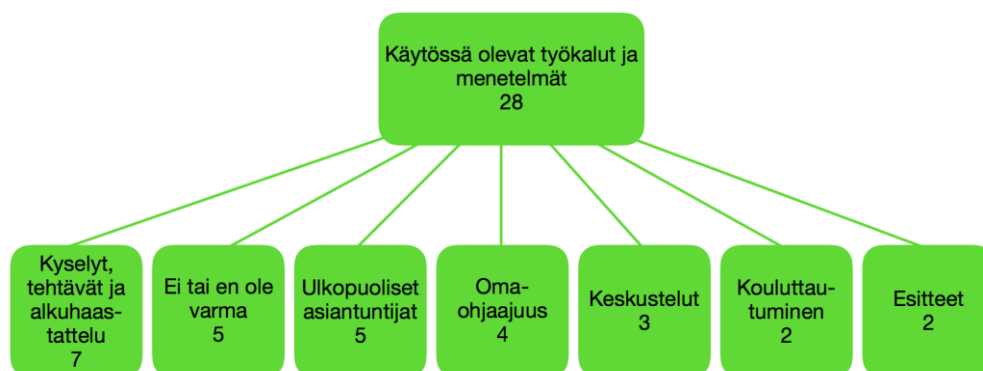 Käytössä olevat työkalut ja
menetelmät
28
Kyselyt,
tehtävät ja
alkuhaas-
tattelu
7
Ei tai en ole
varma
5
Ulkopuoliset
asiantuntijat
5
Oma-
ohjaajuus
4
Keskustelut
3
Kouluttau-
tuminen
2
Esitteet
2